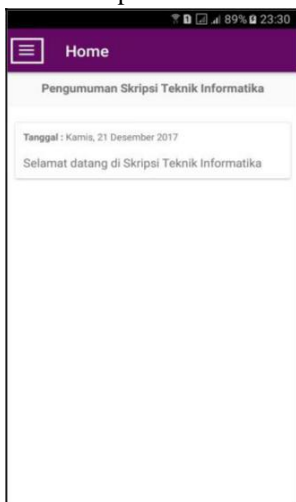 89% 23:30
Home
Pengumuman Skripsi Teknik Informatika
Tanggal : Kamis, 21 Desember 2017
Selamat datang di Skripsi Teknik Informatika